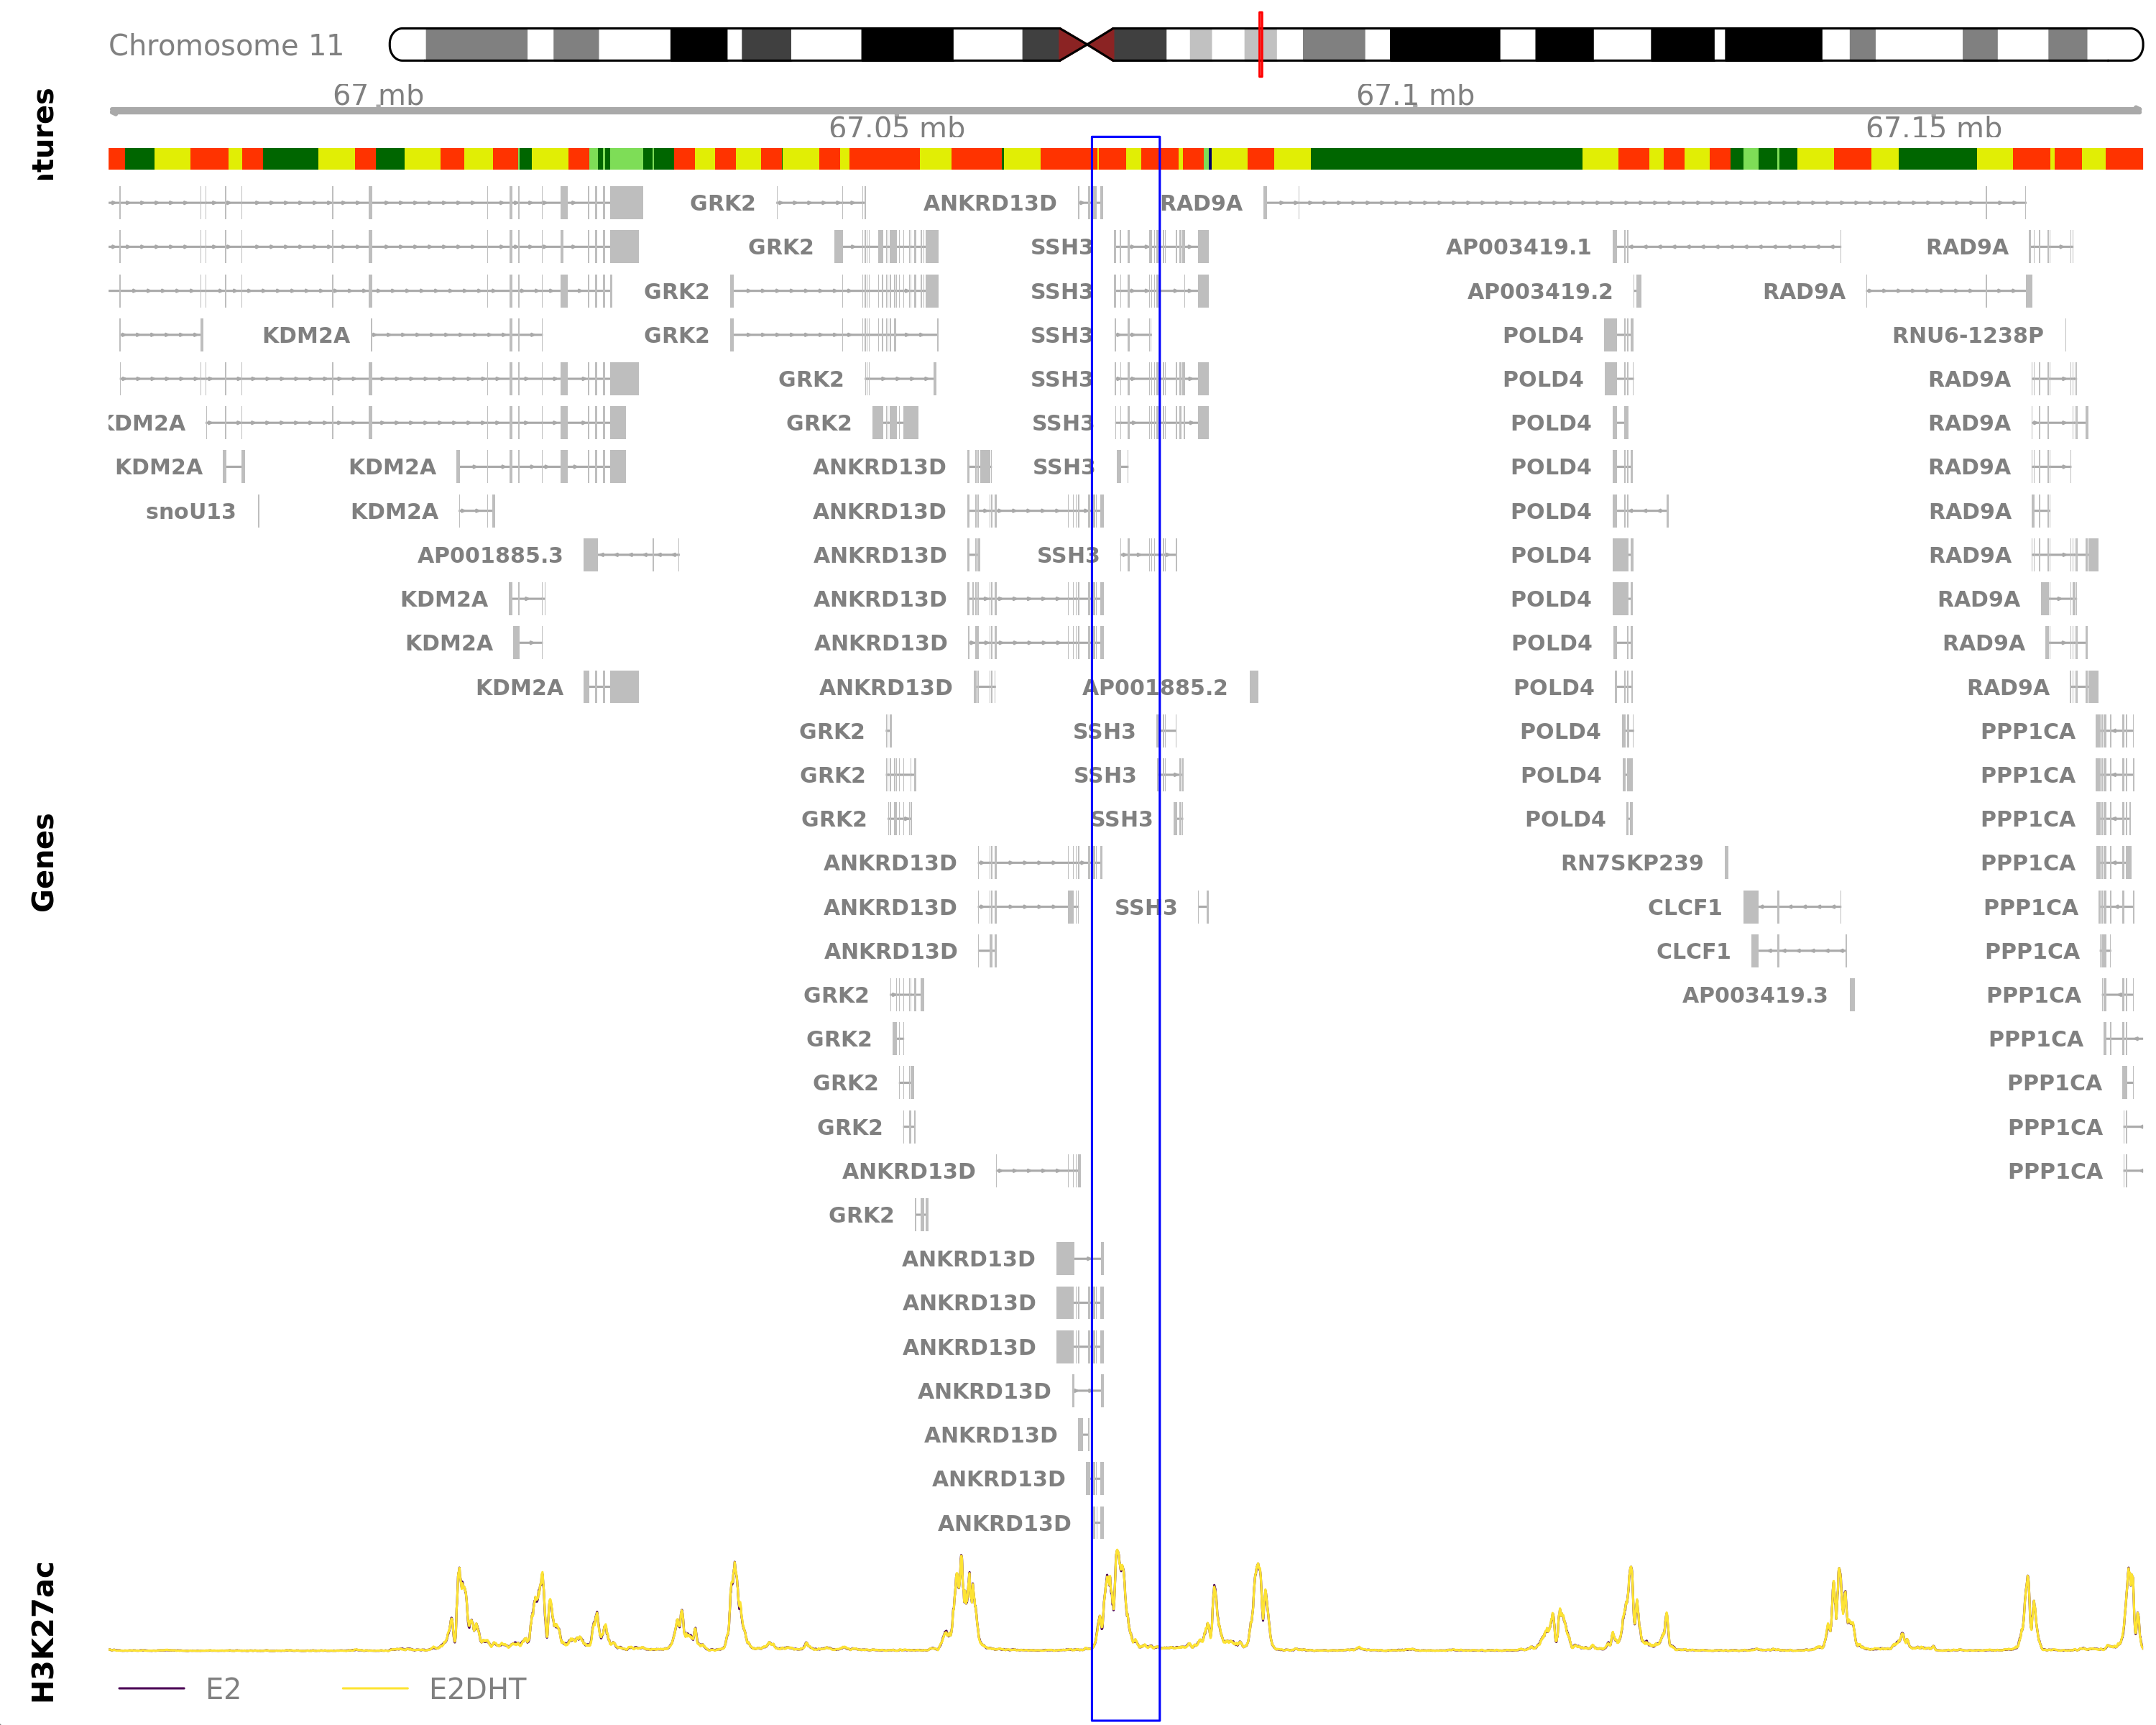 Chromosome 11
67 mb 67.1 mb
67.05 mb 67.15 mb
tures
GRK2 ANKRD13D RAD9A
GRK2 SSH3 AP003419.1 RAD9A
GRK2 SSH3 AP003419.2 RAD9A
KDM2A GRK2 SSH3 POLD4 RNU6-1238P
GRK2 SSH3 POLD4 RAD9A
KDM2A GRK2 SSH3 POLD4 RAD9A
KDM2A KDM2A ANKRD13D SSH3 POLD4 RAD9A
snoU13 KDM2A ANKRD13D POLD4 RAD9A
AP001885.3 ANKRD13D SSH3 POLD4 RAD9A
KDM2A ANKRD13D POLD4 RAD9A
KDM2A ANKRD13D POLD4 RAD9A
KDM2A ANKRD13D AP001885.2 POLD4 RAD9A
GRK2 SSH3 POLD4 PPP1CA
GRK2 SSH3 POLD4 PPP1CA
GRK2 SSH3 POLD4 PPP1CA
Genes
ANKRD13D RN7SKP239 PPP1CA
ANKRD13D SSH3 CLCF1 PPP1CA
ANKRD13D CLCF1 PPP1CA
GRK2 AP003419.3 PPP1CA
GRK2 PPP1CA
GRK2 PPP1CA
GRK2 PPP1CA
ANKRD13D PPP1CA
GRK2
ANKRD13D
ANKRD13D
ANKRD13D
ANKRD13D
ANKRD13D
ANKRD13D
ANKRD13D
H3K27ac
E2 E2DHT